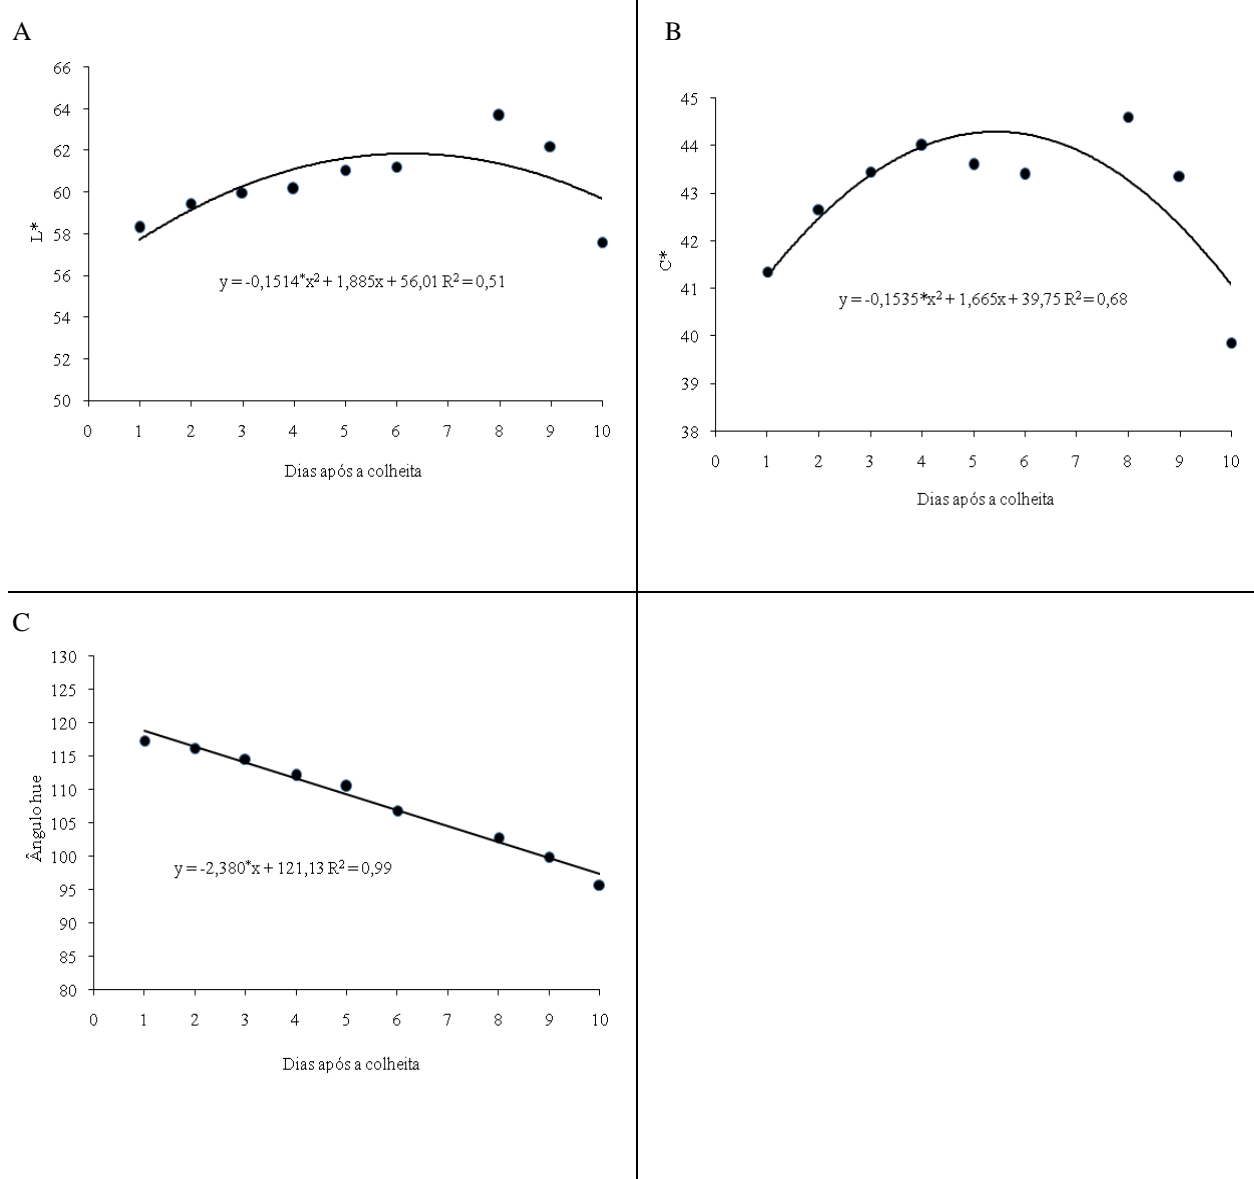 A
66
64
62
60
58
56
54
52
50
L*
y = -0,1514*x² + 1,885x + 56,01 R² = 0,51
0 1 2 3 4 5 6 7 8 9 10
Dias após a colheita
B
45
44
43
42
41
40
39
38
C*
y = -0,1535*x² + 1,665x + 39,75 R² = 0,68
0 1 2 3 4 5 6 7 8 9 10
Dias após a colheita
C
130
125
120
115
110
105
100
95
90
85
80
Ângulo hue
y = -2,380*x + 121,13 R² = 0,99
0 1 2 3 4 5 6 7 8 9 10
Dias após a colheita